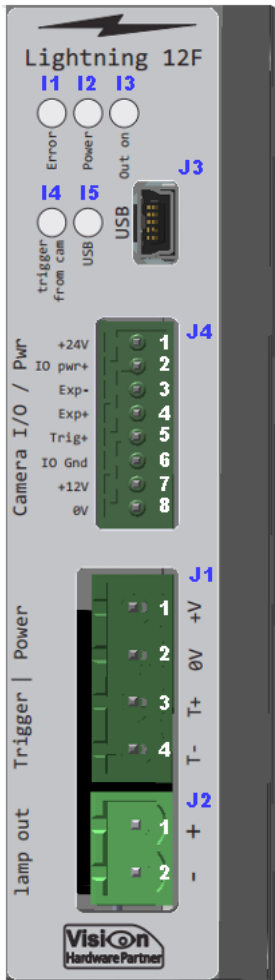 Lightning 12F
I1 I2 I3
Error Power Out on
J3
I4 I5
trigger
from cam
USB
USB
J4
Camera I/O / Pwr
+24V 1
IO pwr+ 2
Exp- 3
Exp+ 4
Trig+ 5
IO Gnd 6
+12V 7
0V 8
J1
Trigger | Power
1 +V
2 0V
3 T+
4 T-
J2
lamp out
1 +
2 -
Vision
Hardware Partner